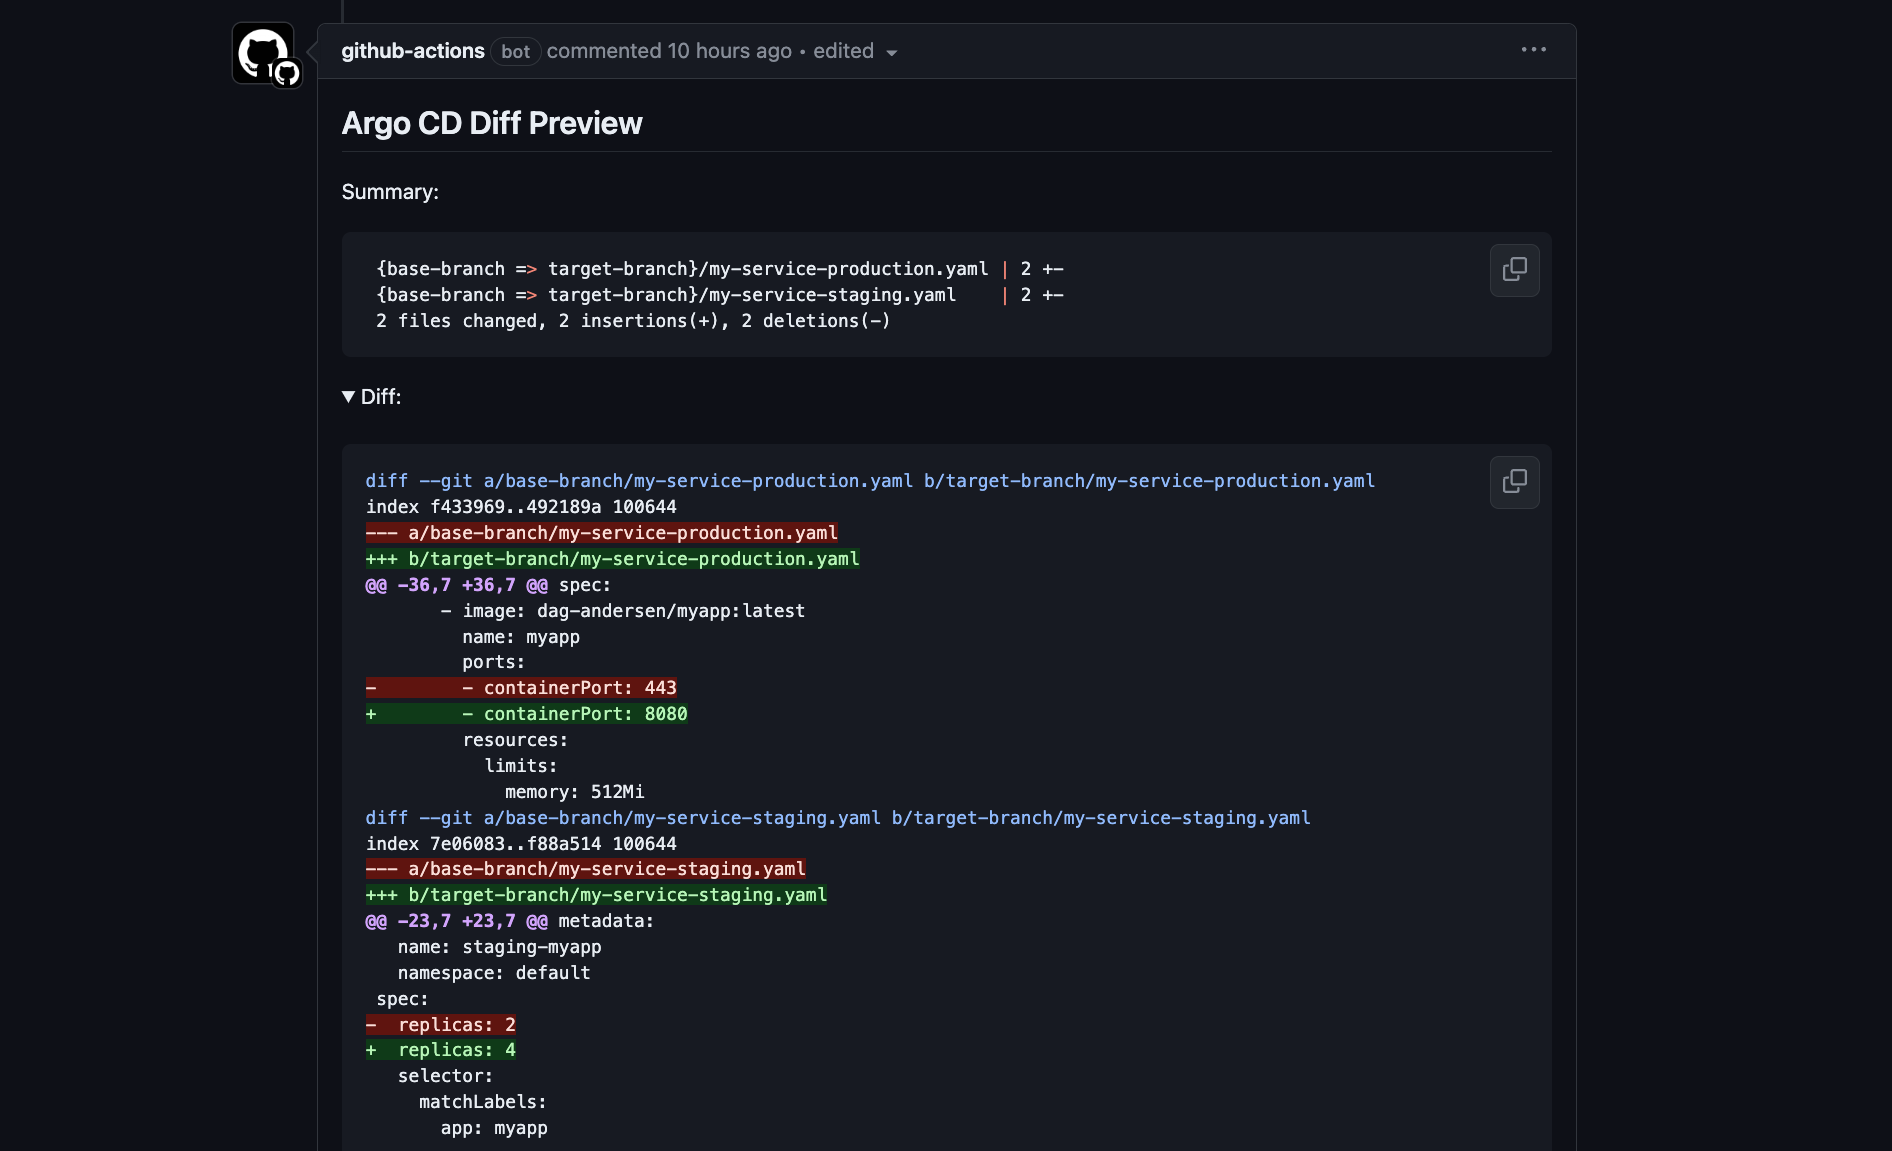 github-actions bot commented 10 hours ago • edited
Argo CD Diff Preview
Summary:
{base-branch => target-branch}/my-service-production.yaml | 2 +-
{base-branch => target-branch}/my-service-staging.yaml    | 2 +-
2 files changed, 2 insertions(+), 2 deletions(-)
▼ Diff:
diff --git a/base-branch/my-service-production.yaml b/target-branch/my-service-production.yaml
index f433969..492189a 100644
--- a/base-branch/my-service-production.yaml
+++ b/target-branch/my-service-production.yaml
@@ -36,7 +36,7 @@ spec:
       - image: dag-andersen/myapp:latest
         name: myapp
         ports:
-        - containerPort: 443
+        - containerPort: 8080
         resources:
           limits:
             memory: 512Mi
diff --git a/base-branch/my-service-staging.yaml b/target-branch/my-service-staging.yaml
index 7e06083..f88a514 100644
--- a/base-branch/my-service-staging.yaml
+++ b/target-branch/my-service-staging.yaml
@@ -23,7 +23,7 @@ metadata:
   name: staging-myapp
   namespace: default
 spec:
-  replicas: 2
+  replicas: 4
   selector:
     matchLabels:
       app: myapp